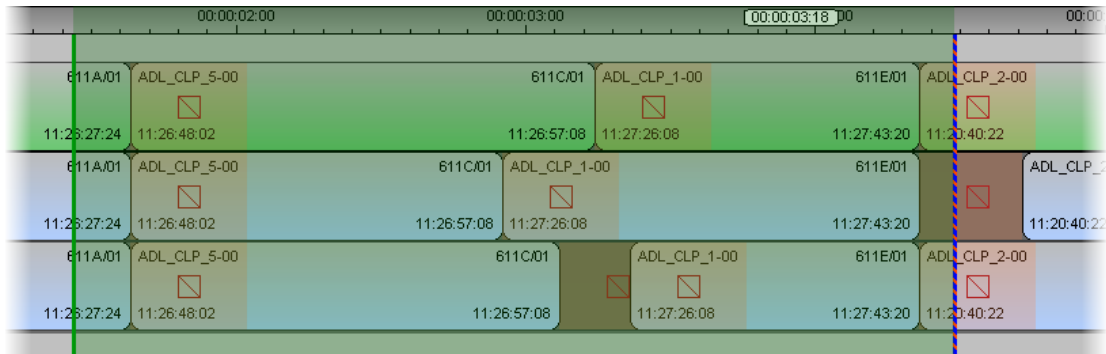 00:00:02:00 00:00:03:00 00:00:03:18 00 00:00
611A/01 ADL_CLP_5-00 611C/01 ADL_CLP_1-00 611E/01 ADL_CLP_2-00
11:26:27:24 11:26:48:02 11:26:57:08 11:27:26:08 11:27:43:20 11:20:40:22
611A/01 ADL_CLP_5-00 611C/01 ADL_CLP_1-00 611E/01 ADL_CLP_2
11:26:27:24 11:26:48:02 11:26:57:08 11:27:26:08 11:27:43:20 11:20:40:22
611A/01 ADL_CLP_5-00 611C/01 ADL_CLP_1-00 611E/01 ADL_CLP_2-00
11:26:27:24 11:26:48:02 11:26:57:08 11:27:26:08 11:27:43:20 11:20:40:22